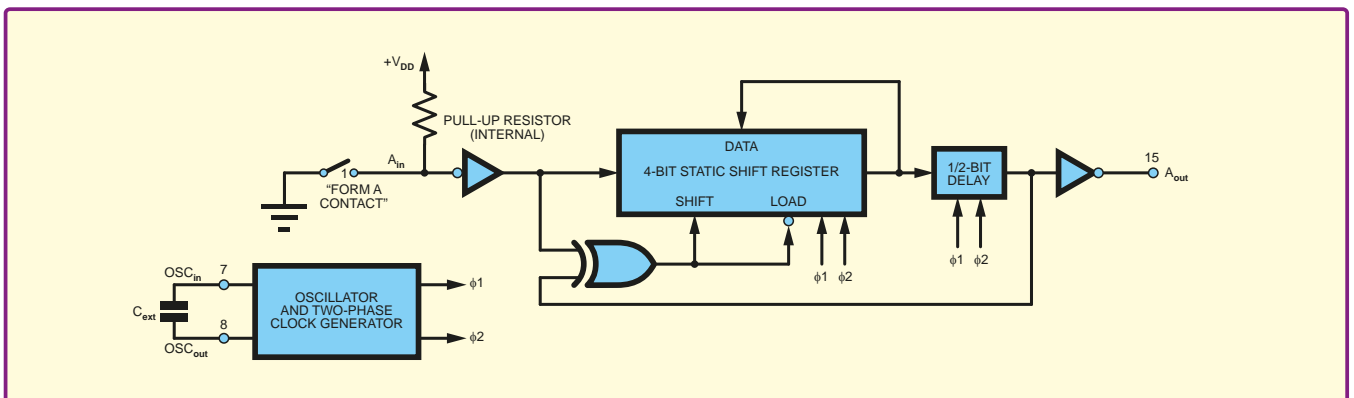 +VDD
PULL-UP RESISTOR
(INTERNAL)
Ain
1
"FORM A
CONTACT"
DATA
4-BIT STATIC SHIFT REGISTER
SHIFT LOAD
ϕ1 ϕ2
1/2-BIT
DELAY
ϕ1 ϕ2
15
Aout
OSCin
7
Cext
8
OSCout
OSCILLATOR
AND TWO-PHASE
CLOCK GENERATOR
ϕ1
ϕ2